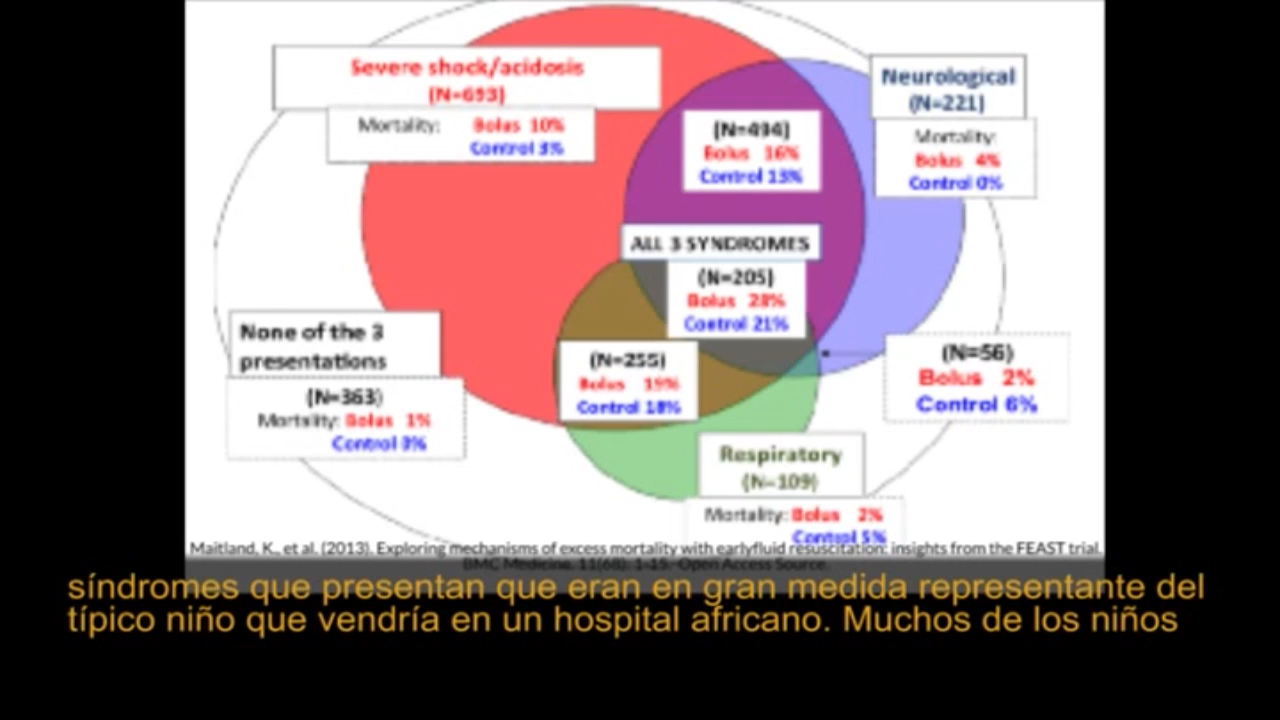 Severe shock/acidosis
(N=693)
Mortality: Bolus 10%
Control 3%
Neurological
(N=221)
Mortality:
Bolus 4%
Control 0%
(N=494)
Bolus 16%
Control 13%
ALL 3 SYNDROMES
(N=205)
Bolus 28%
Control 21%
None of the 3
presentations
(N=363)
Mortality: Bolus 1%
Control
(N=255)
Bolus 19%
Control 18%
(N=56)
Bolus 2%
Control 6%
Respiratory
(N=109)
Mortality: Bolus 2%
Control 5%
Maitland, K., et al. (2013). Exploring mechanisms of excess mortality with earlyfluid resuscitation: insights from the FEAST trial.
BMC Medicine. 11(68): 1-15. Open Access Source.
síndromes que presentan que eran en gran medida representante del
típico niño que vendría en un hospital africano. Muchos de los niños